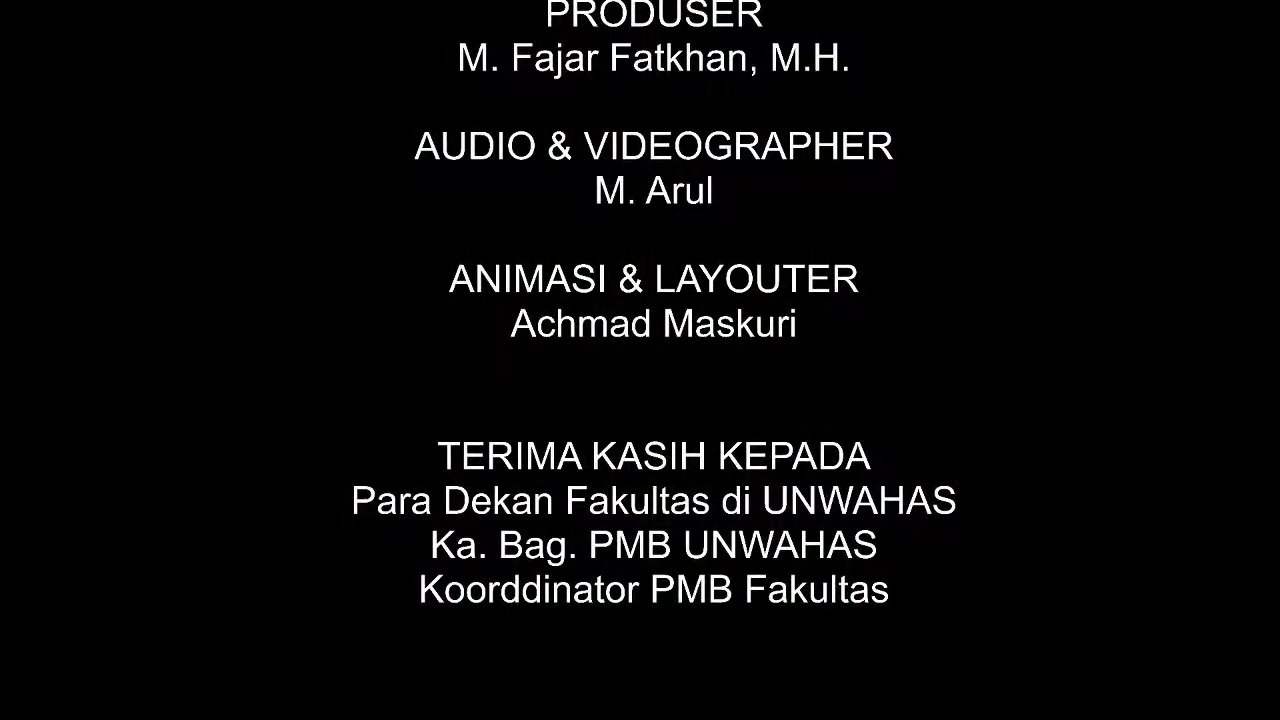 PRODUSER
M. Fajar Fatkhan, M.H.
AUDIO & VIDEOGRAPHER
M. Arul
ANIMASI & LAYOUTER
Achmad Maskuri
TERIMA KASIH KEPADA
Para Dekan Fakultas di UNWAHAS
Ka. Bag. PMB UNWAHAS
Koorddinator PMB Fakultas